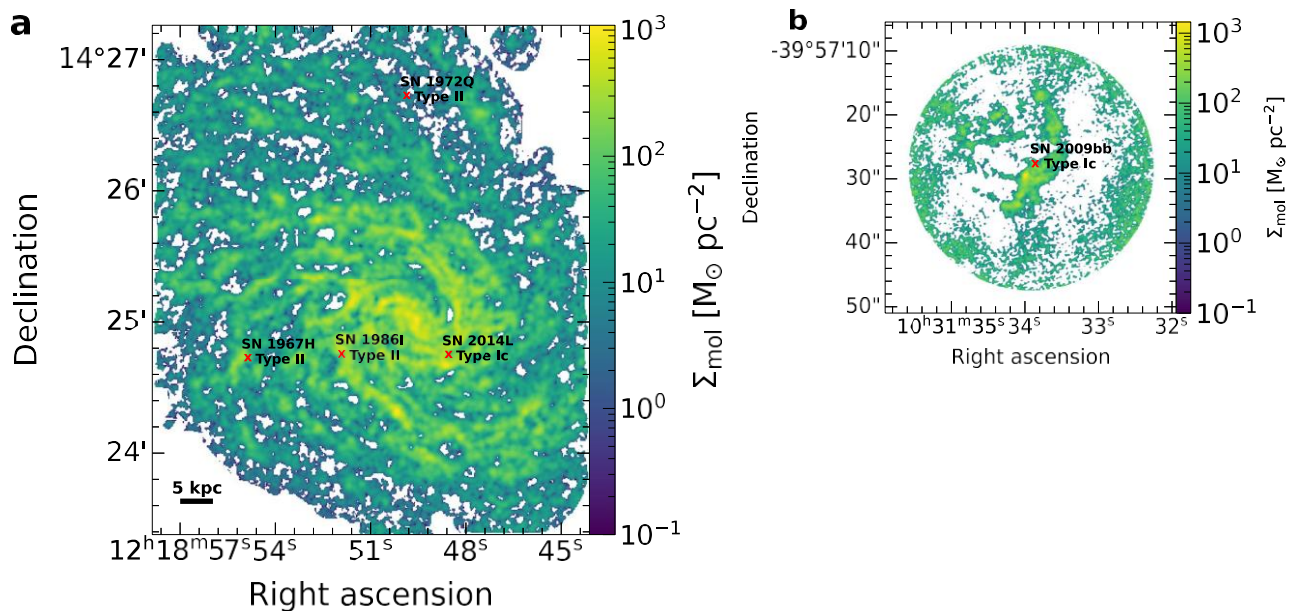 a
14°27'
26'
25'
24'
Declination
SN 1972Q
Type II
SN 1967H
Type II
SN 1986I
Type II
SN 2014L
Type Ic
5 kpc
12ʰ18ᵐ57ˢ 54ˢ 51ˢ 48ˢ 45ˢ
Right ascension
10³
10²
10¹
10⁰
10⁻¹
Σmol [M⊙ pc⁻²]
b
-39°57'10"
20"
30"
40"
50"
Declination
SN 2009bb
Type Ic
10ʰ31ᵐ35ˢ 34ˢ 33ˢ 32ˢ
Right ascension
10³
10²
10¹
10⁰
10⁻¹
Σmol [M⊙ pc⁻²]